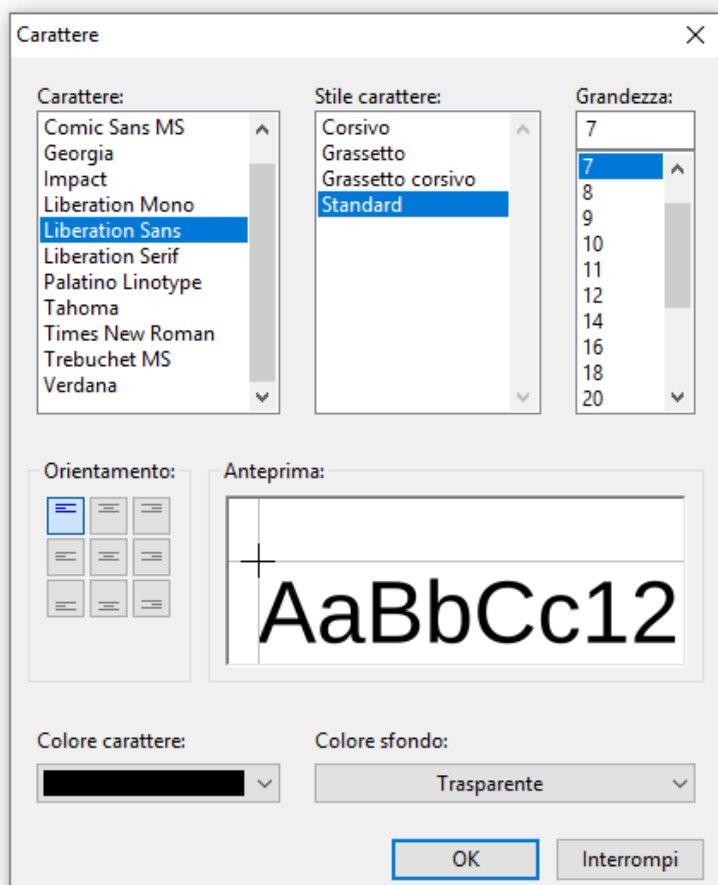 Carattere
Carattere:
Comic Sans MS
Georgia
Impact
Liberation Mono
Liberation Sans
Liberation Serif
Palatino Linotype
Tahoma
Times New Roman
Trebuchet MS
Verdana
Stile carattere:
Corsivo
Grassetto
Grassetto corsivo
Standard
Grandezza:
7
7
8
9
10
11
12
14
16
18
20
Orientamento:
Anteprima:
AaBbCc12
Colore carattere:
Colore sfondo:
Trasparente
OK
Interrompi